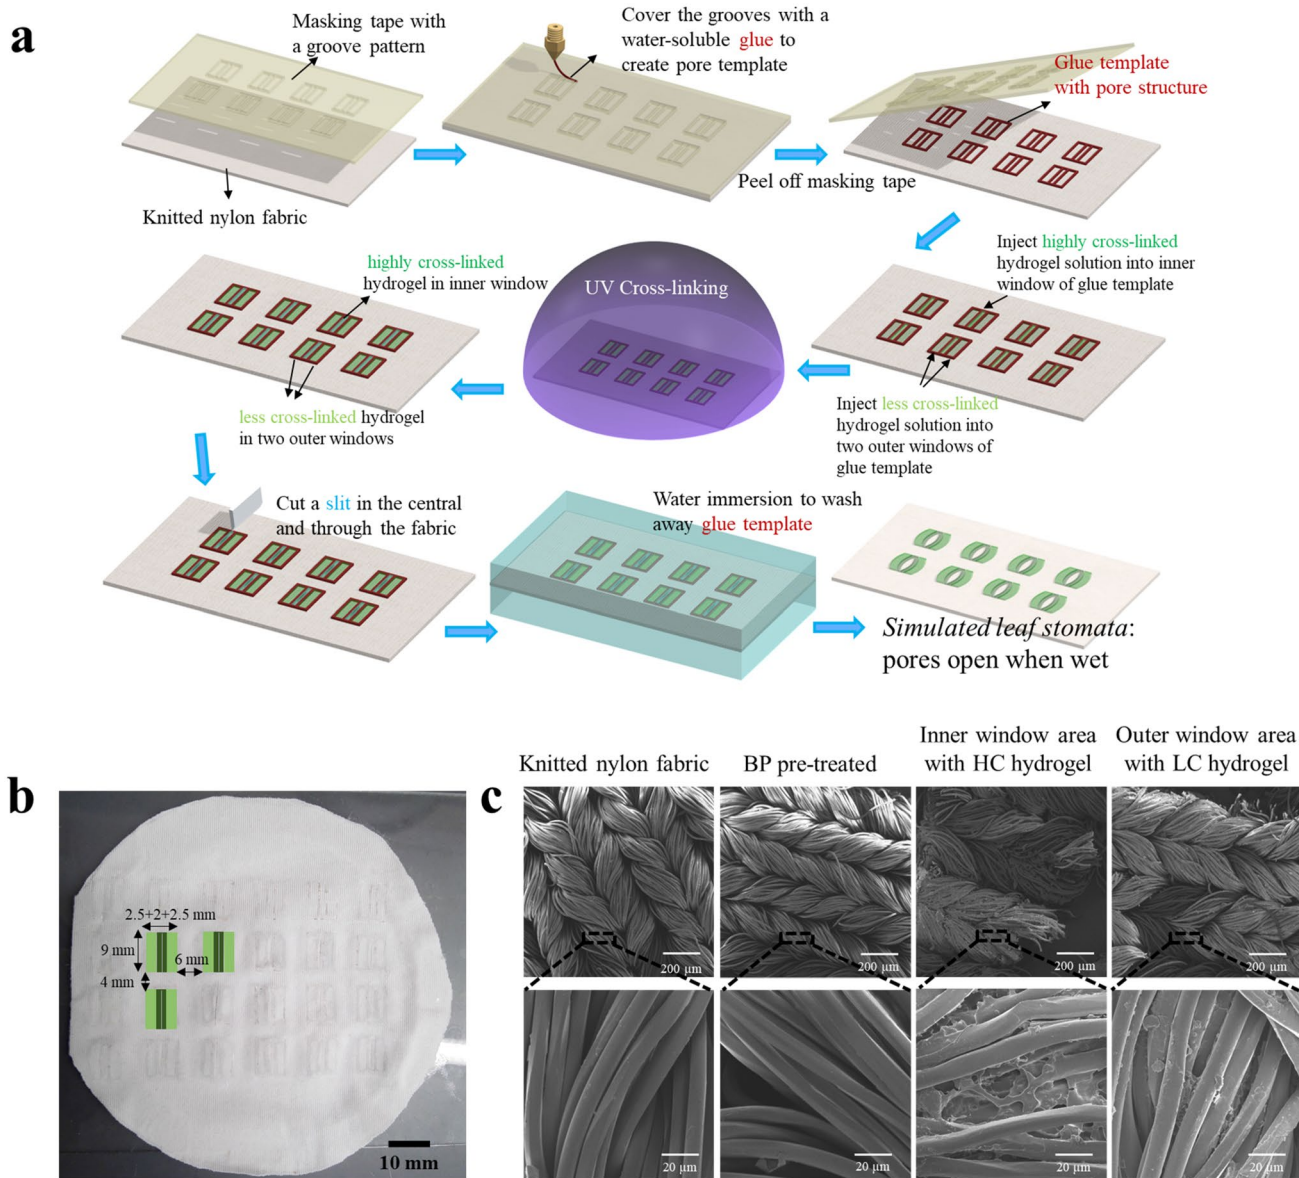 a
Masking tape with
a groove pattern
Cover the grooves with a
water-soluble glue to
create pore template
Glue template
with pore structure
Knitted nylon fabric
Peel off masking tape
highly cross-linked
hydrogel in inner window
UV Cross-linking
Inject highly cross-linked
hydrogel solution into inner
window of glue template
less cross-linked hydrogel
in two outer windows
Inject less cross-linked
hydrogel solution into
two outer windows of
glue template
Cut a slit in the central
and through the fabric
Water immersion to wash
away glue template
Simulated leaf stomata:
pores open when wet
b
2.5+2+2.5 mm
9 mm
6 mm
4 mm
10 mm
c
Knitted nylon fabric
BP pre-treated
Inner window area
with HC hydrogel
Outer window area
with LC hydrogel
200 μm
200 μm
200 μm
200 μm
20 μm
20 μm
20 μm
20 μm